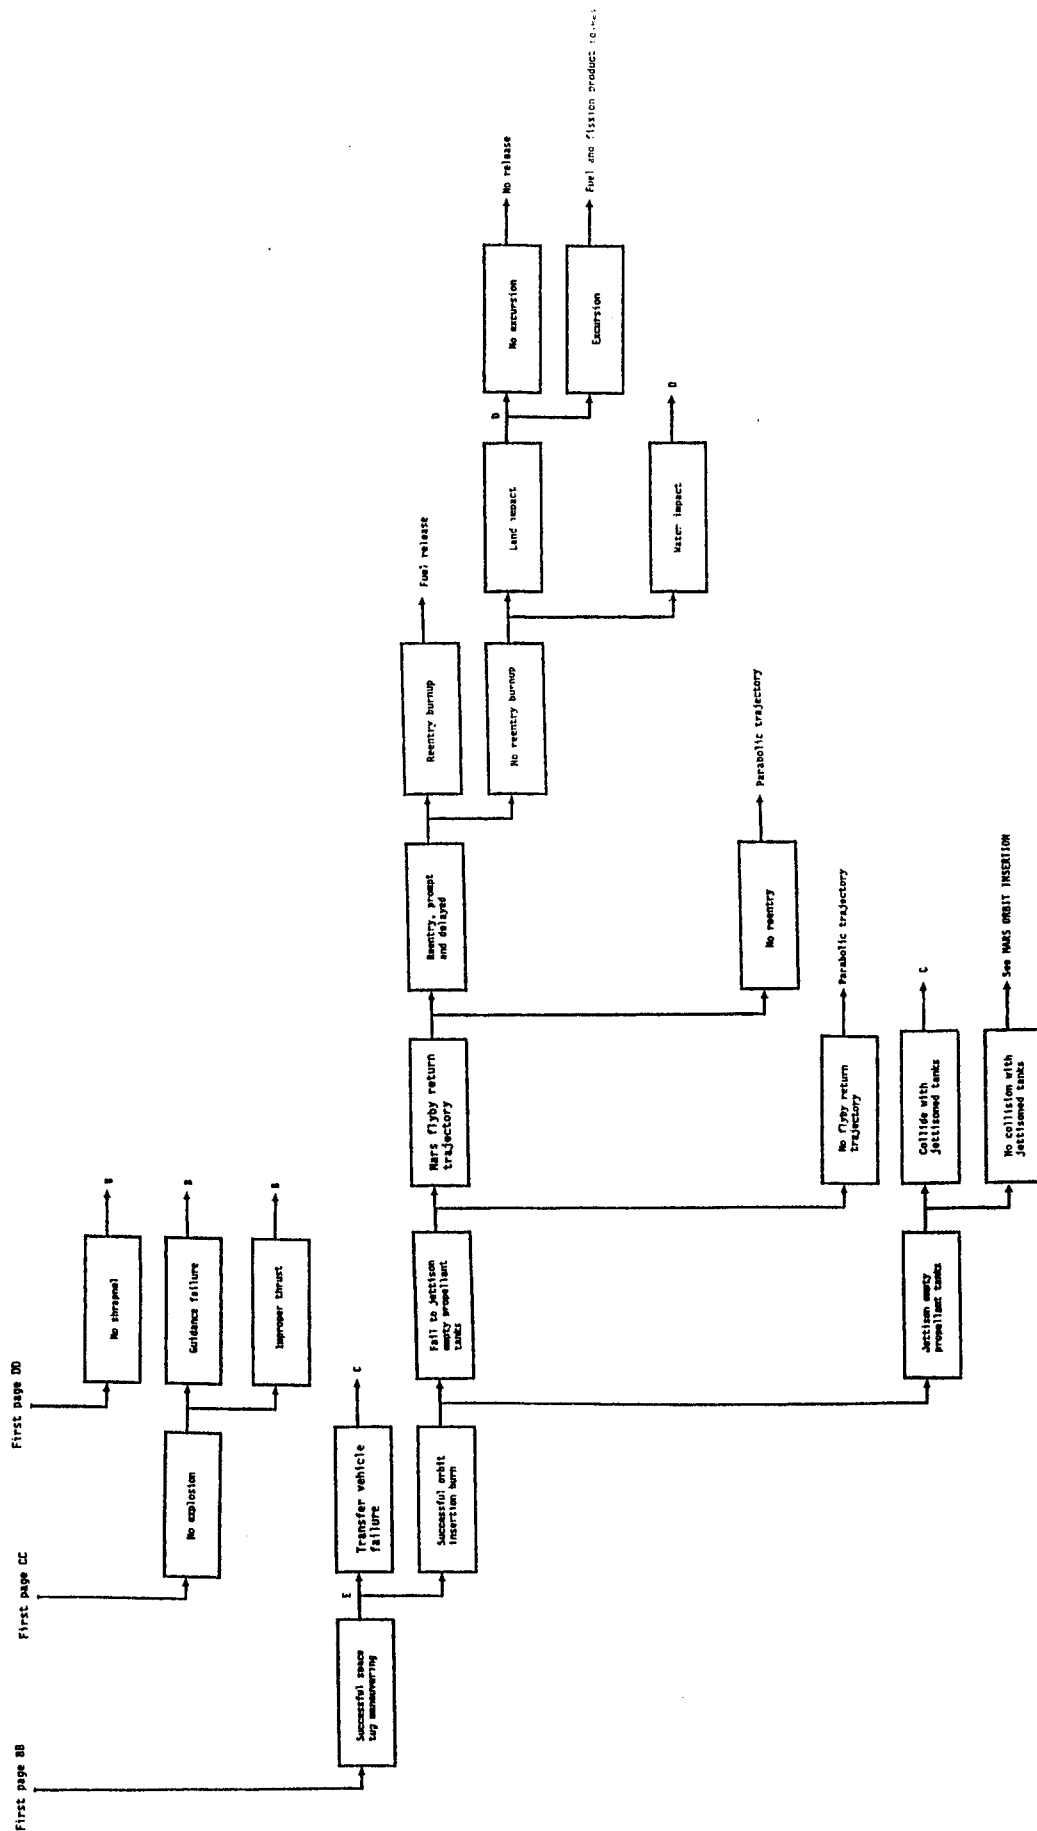 First page BB
First page CC
First page DD
Successful space
tug maneuvering
E
Transfer vehicle
failure
C
Successful orbit
insertion burn
No explosion
No shrapnel
B
Guidance failure
B
Improper thrust
B
Fail to jettison
empty propellant
tanks
Jettison empty
propellant tanks
Mars flyby return
trajectory
No flyby return
trajectory
Parabolic trajectory
Collide with
jettisoned tanks
C
No collision with
jettisoned tanks
See MARS ORBIT INSERTION
Reentry, prompt
and delayed
No reentry
Parabolic trajectory
Reentry burnup
Fuel release
No reentry burnup
Land impact
D
Water impact
D
No excursion
No release
Excursion
Fuel and fission product